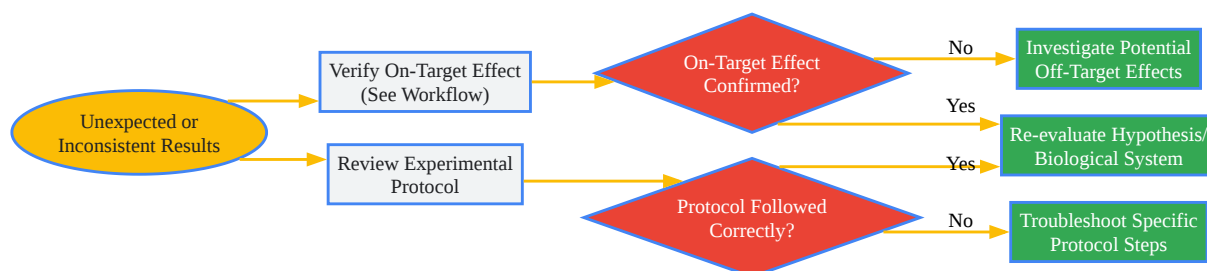 Unexpected or
Inconsistent Results
Verify On-Target Effect
(See Workflow)
Review Experimental
Protocol
On-Target Effect
Confirmed?
Protocol Followed
Correctly?
No
Yes
Yes
No
Investigate Potential
Off-Target Effects
Re-evaluate Hypothesis/
Biological System
Troubleshoot Specific
Protocol Steps